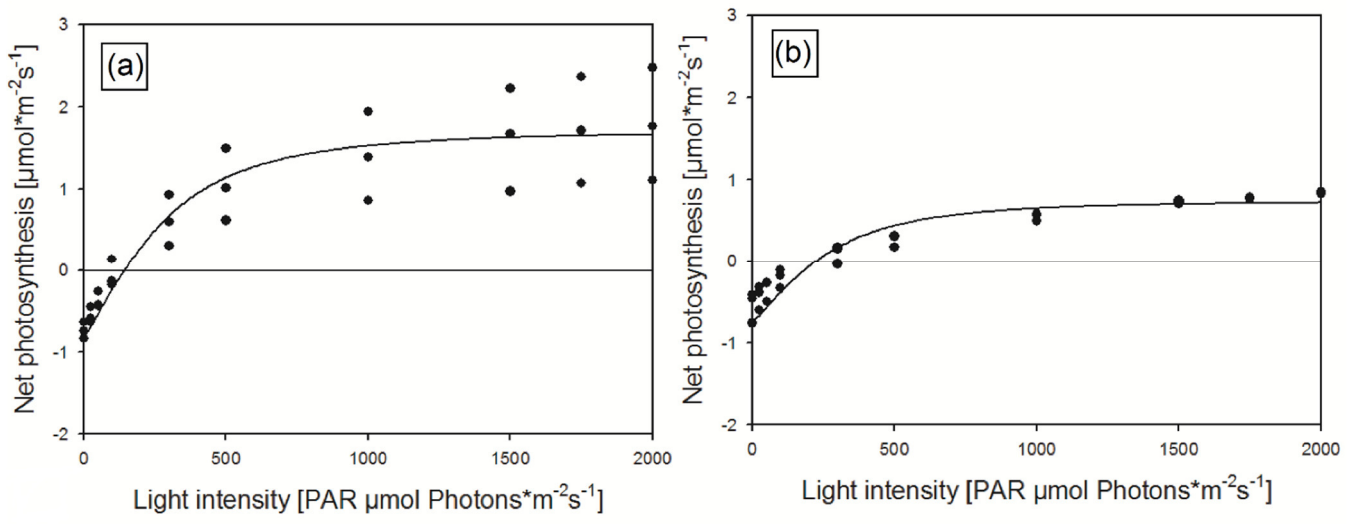 (a)
3
2
1
0
-1
-2
0 500 1000 1500 2000
Net photosynthesis [µmol*m-2s-1]
Light intensity [PAR µmol Photons*m-2s-1]
(b)
3
2
1
0
-1
-2
0 500 1000 1500 2000
Net photosynthesis [µmol*m-2s-1]
Light intensity [PAR µmol Photons*m-2s-1]